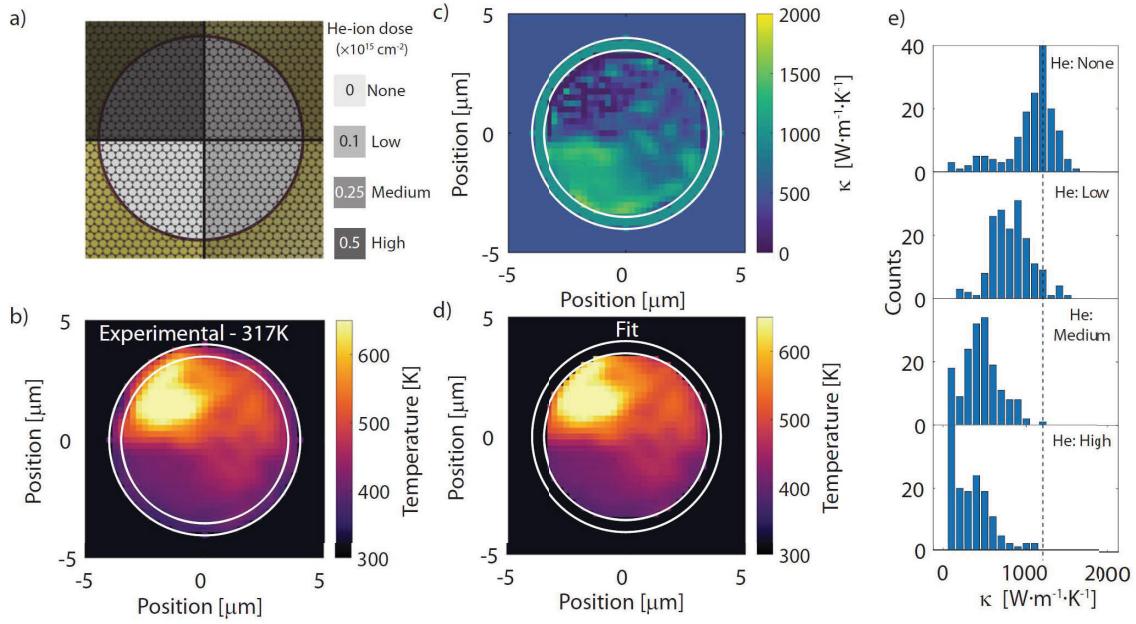 a)
He-ion dose
(×10¹⁵ cm⁻²)
0 None
0.1 Low
0.25 Medium
0.5 High
b)
Experimental - 317K
5
0
-5
Position [μm]
-5 0 5
Position [μm]
600
500
400
300
Temperature [K]
c)
5
0
-5
Position [μm]
-5 0 5
Position [μm]
2000
1500
1000
500
0
κ [W·m⁻¹·K⁻¹]
d)
Fit
5
0
-5
Position [μm]
-5 0 5
Position [μm]
600
500
400
300
Temperature [K]
e)
He: None
40
20
0
He: Low
20
0
He:
Medium
20
0
He: High
20
0
Counts
0 1000 2000
κ [W·m⁻¹·K⁻¹]